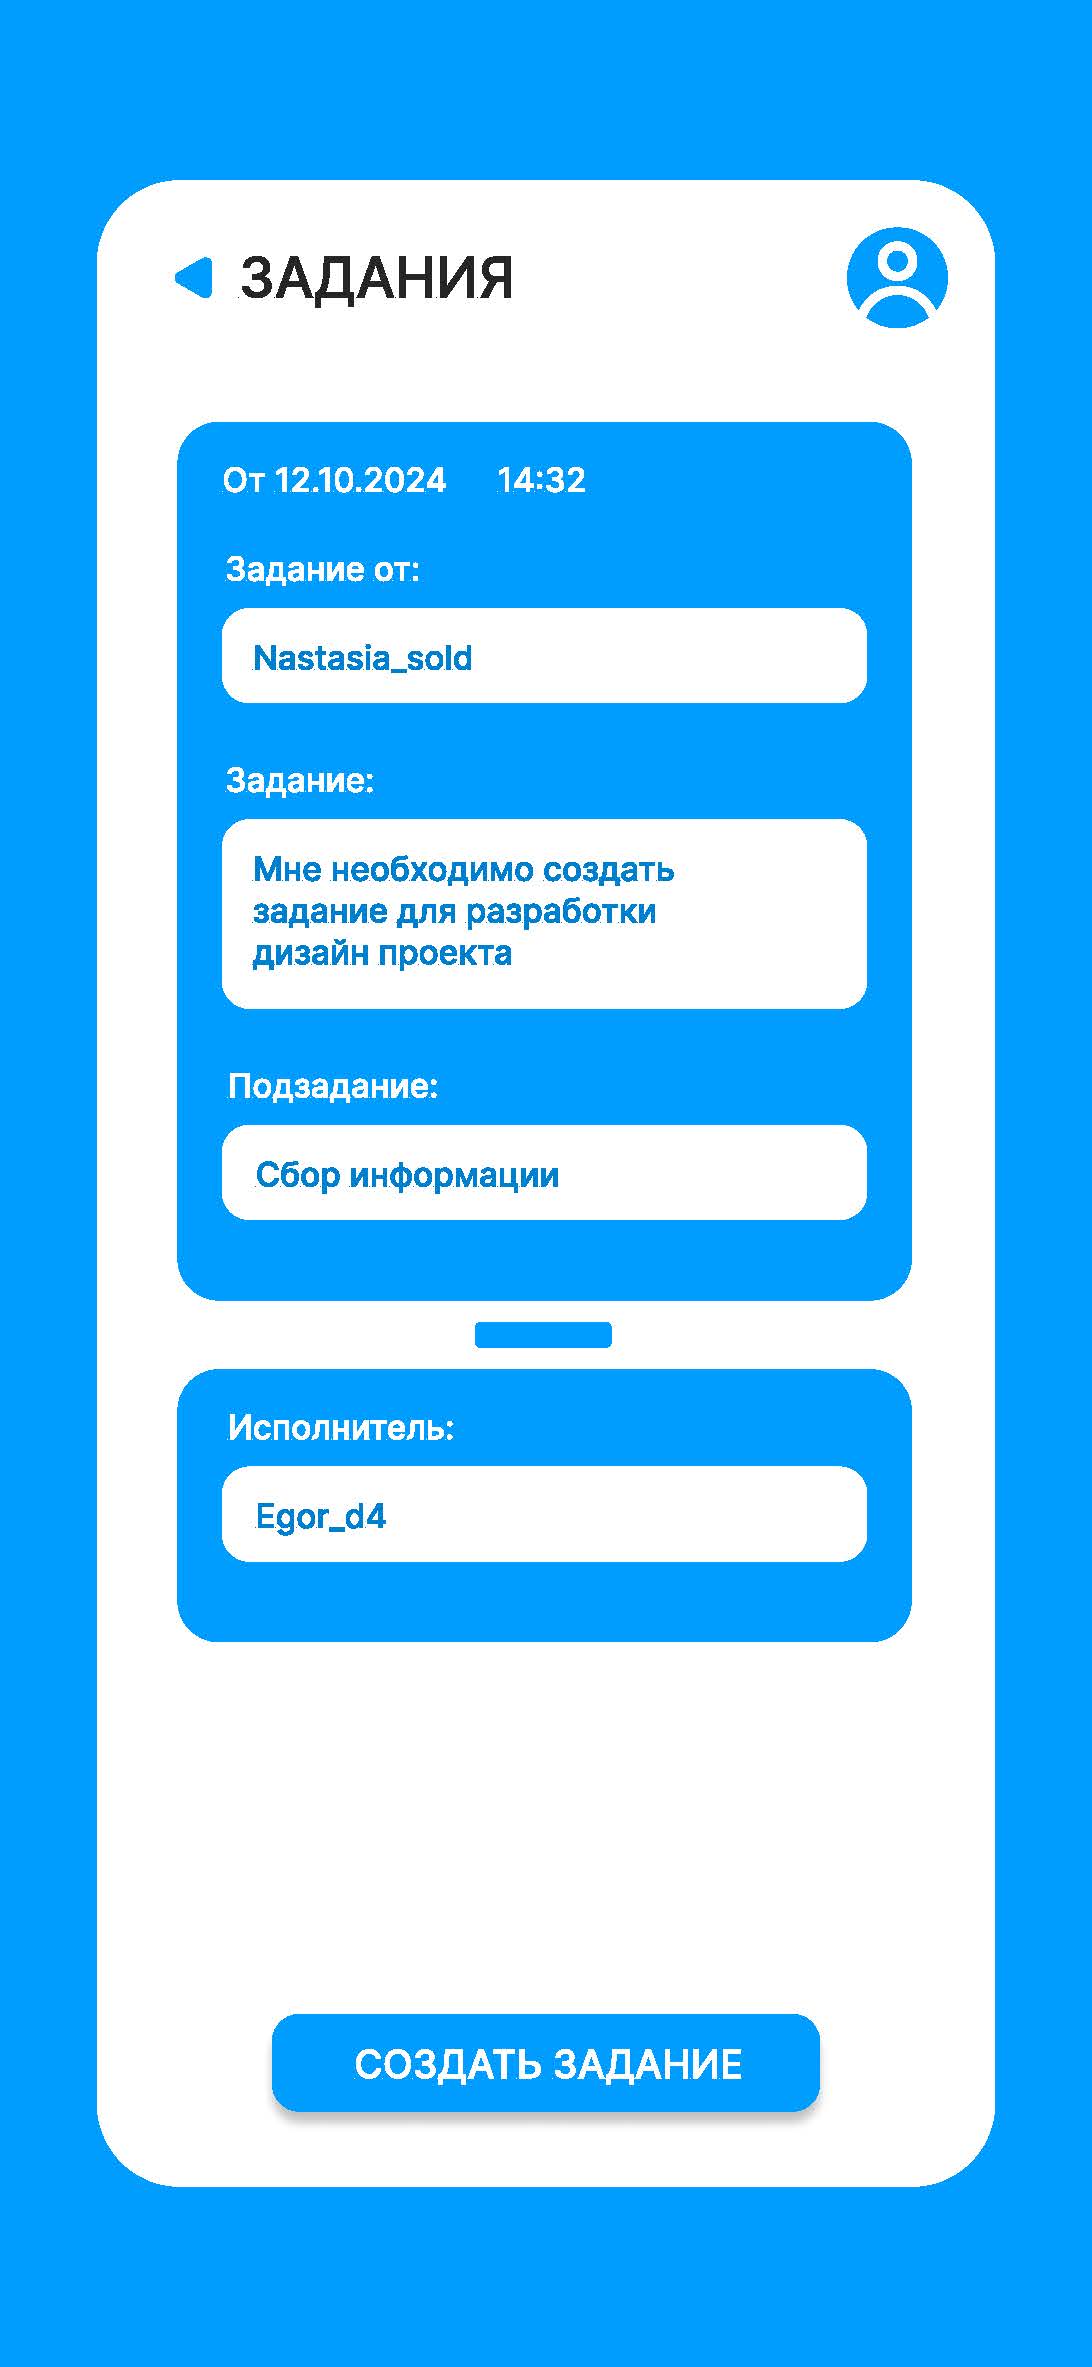 ЗАДАНИЯ
От 12.10.2024 14:32
Задание от:
Nastasia_sold
Задание:
Мне необходимо создать
задание для разработки
дизайн проекта
Подзадание:
Сбор информации
Исполнитель:
Egor_d4
СОЗДАТЬ ЗАДАНИЕ